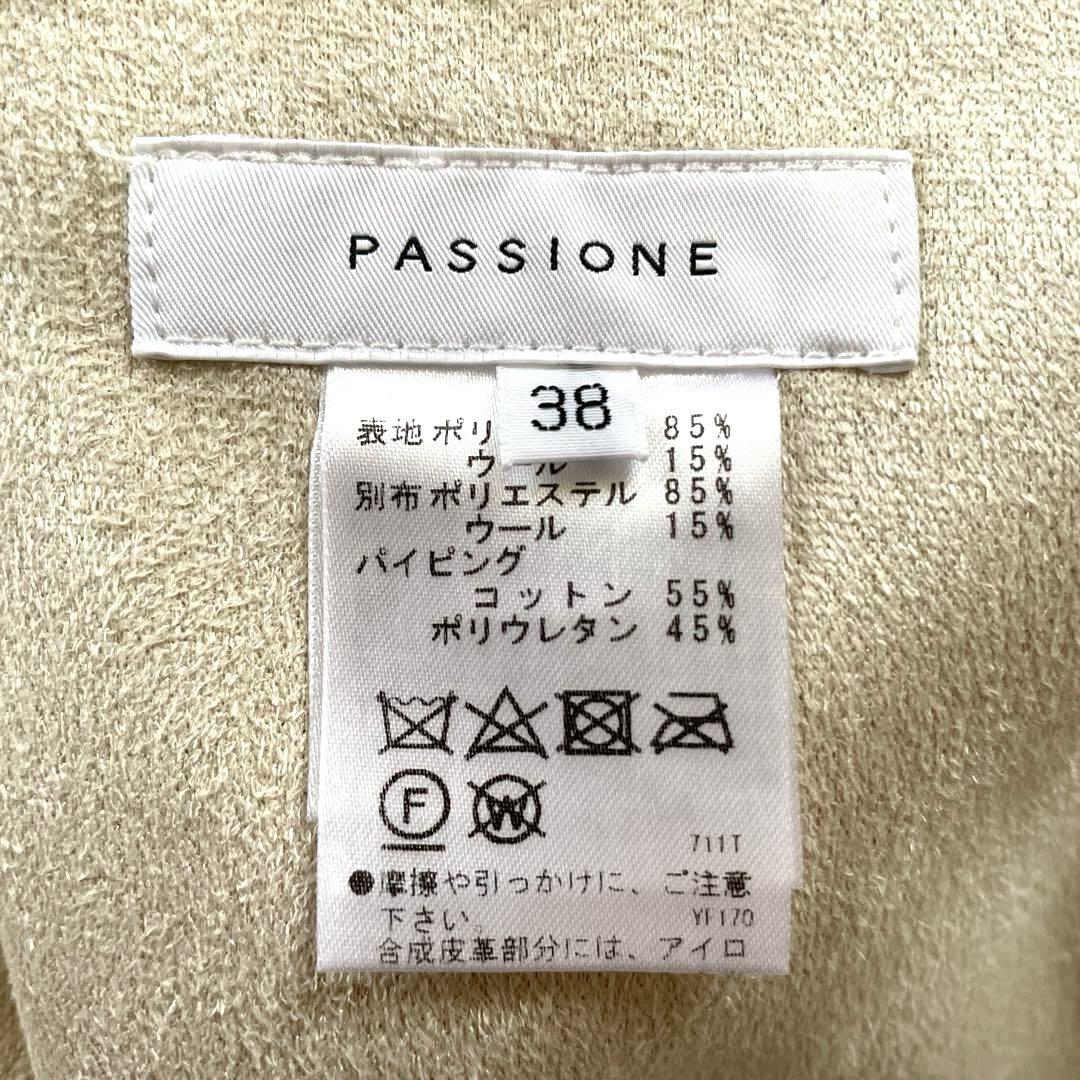 PASSIONE
38
表地 ポリ 85%
ウール 15%
別布 ポリエステル 85%
ウール 15%
パイピング
コットン 55%
ポリウレタン 45%
F
W
711T
●摩擦や引っかけに、ご注意
下さい。 YF170
合成皮革部分には、アイロ